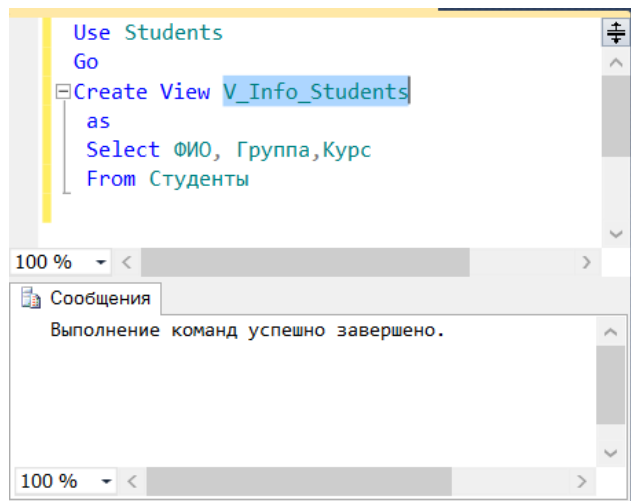 Use Students
Go
Create View V_Info_Students
as
Select ФИО, Группа,Курс
From Студенты
100 %
Сообщения
Выполнение команд успешно завершено.
100 %